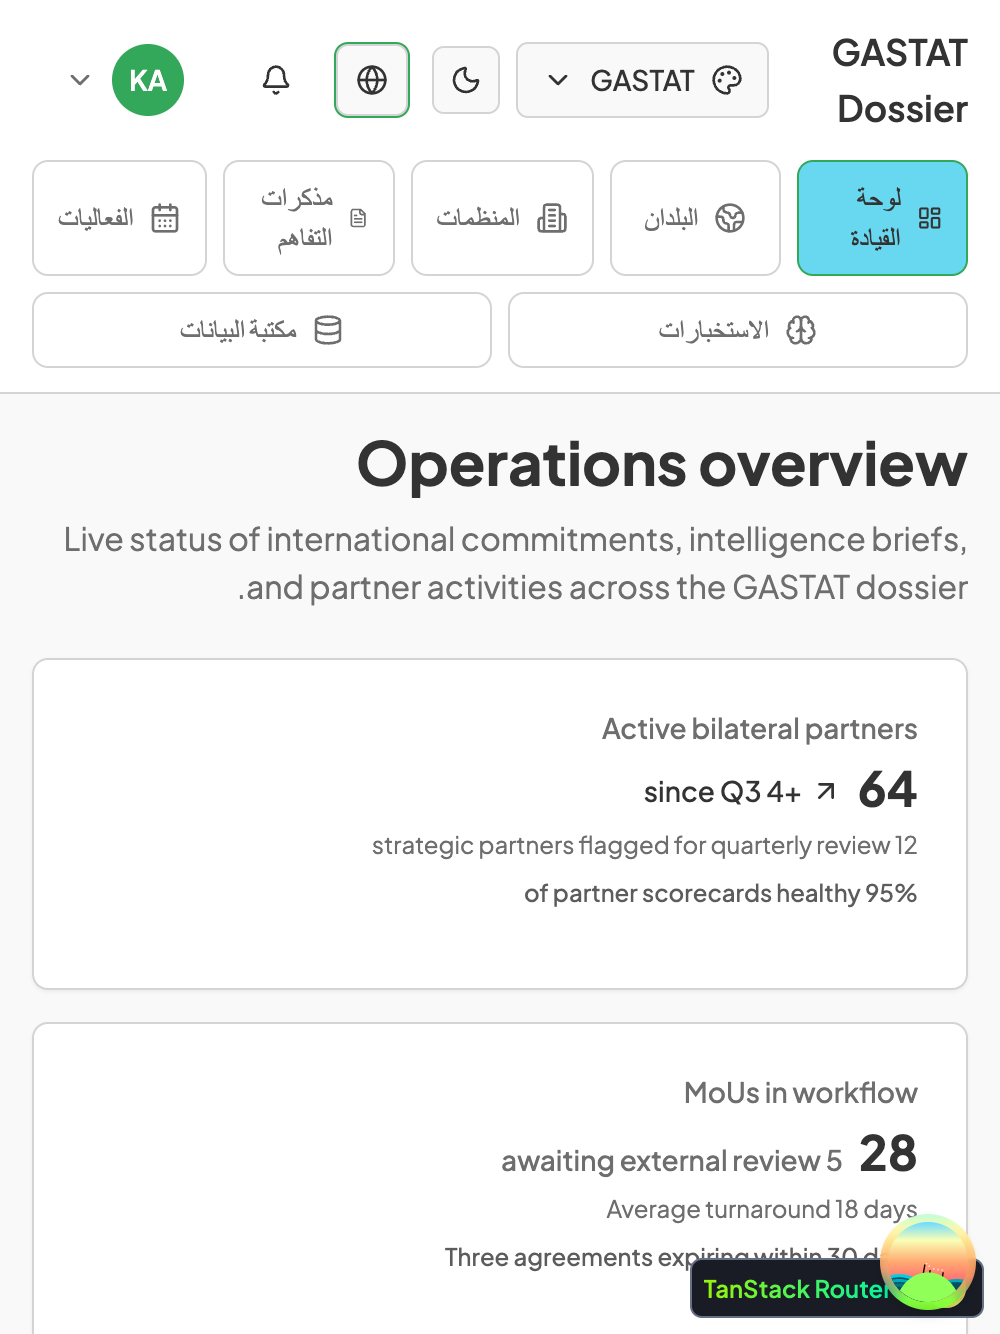 GASTAT
Dossier
GASTAT
KA
لوحة
القيادة
البلدان
المنظمات
مذكرات
التفاهم
الفعاليات
الاستخبارات
مكتبة البيانات
Operations overview
Live status of international commitments, intelligence briefs,
.and partner activities across the GASTAT dossier
Active bilateral partners
64
since Q3 4+
strategic partners flagged for quarterly review 12
of partner scorecards healthy 95%
MoUs in workflow
28
awaiting external review 5
Average turnaround 18 days
Three agreements expiring within 30
TanStack Router